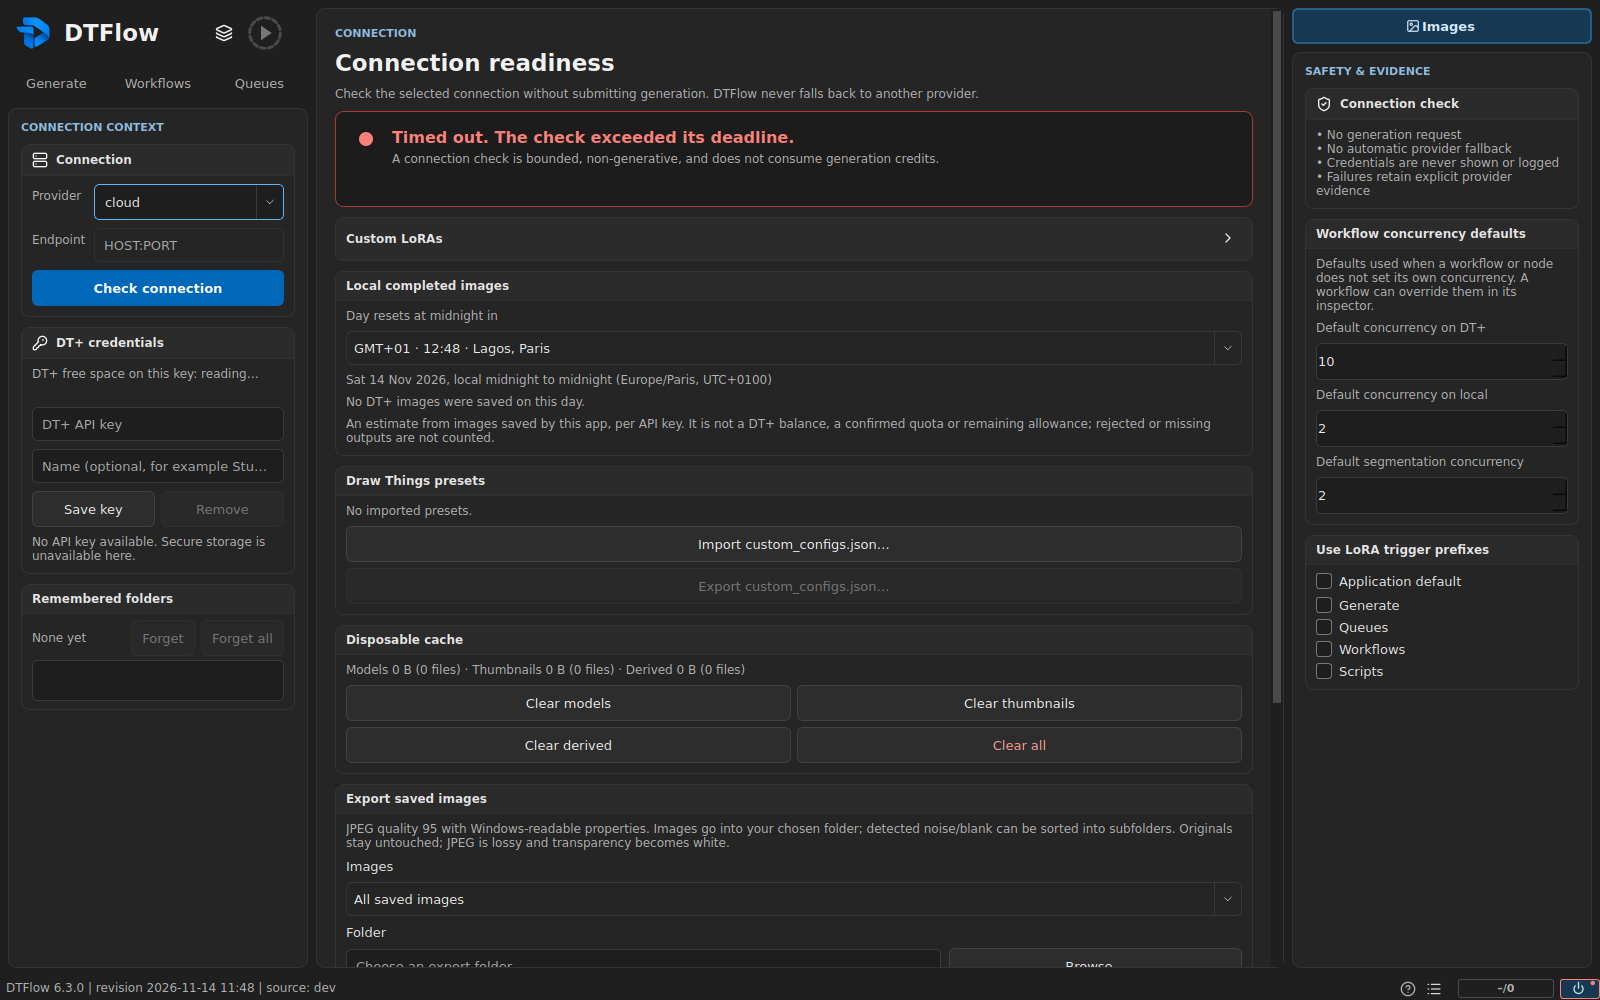 DTFlow
Generate
Workflows
Queues
CONNECTION CONTEXT
Connection
Provider
cloud
Endpoint
HOST:PORT
Check connection
DT+ credentials
DT+ free space on this key: reading…
DT+ API key
Name (optional, for example Stu…
Save key
Remove
No API key available. Secure storage is
unavailable here.
Remembered folders
None yet
Forget
Forget all
CONNECTION
Connection readiness
Check the selected connection without submitting generation. DTFlow never falls back to another provider.
Timed out. The check exceeded its deadline.
A connection check is bounded, non-generative, and does not consume generation credits.
Custom LoRAs
Local completed images
Day resets at midnight in
GMT+01 · 12:48 · Lagos, Paris
Sat 14 Nov 2026, local midnight to midnight (Europe/Paris, UTC+0100)
No DT+ images were saved on this day.
An estimate from images saved by this app, per API key. It is not a DT+ balance, a confirmed quota or remaining allowance; rejected or missing
outputs are not counted.
Draw Things presets
No imported presets.
Import custom_configs.json…
Export custom_configs.json…
Disposable cache
Models 0 B (0 files) · Thumbnails 0 B (0 files) · Derived 0 B (0 files)
Clear models
Clear thumbnails
Clear derived
Clear all
Export saved images
JPEG quality 95 with Windows-readable properties. Images go into your chosen folder; detected noise/blank can be sorted into subfolders. Originals
stay untouched; JPEG is lossy and transparency becomes white.
Images
All saved images
Folder
Choose an export folder
Browse
Images
SAFETY & EVIDENCE
Connection check
• No generation request
• No automatic provider fallback
• Credentials are never shown or logged
• Failures retain explicit provider
evidence
Workflow concurrency defaults
Defaults used when a workflow or node
does not set its own concurrency. A
workflow can override them in its
inspector.
Default concurrency on DT+
10
Default concurrency on local
2
Default segmentation concurrency
2
Use LoRA trigger prefixes
Application default
Generate
Queues
Workflows
Scripts
DTFlow 6.3.0 | revision 2026-11-14 11:48 | source: dev
–/0